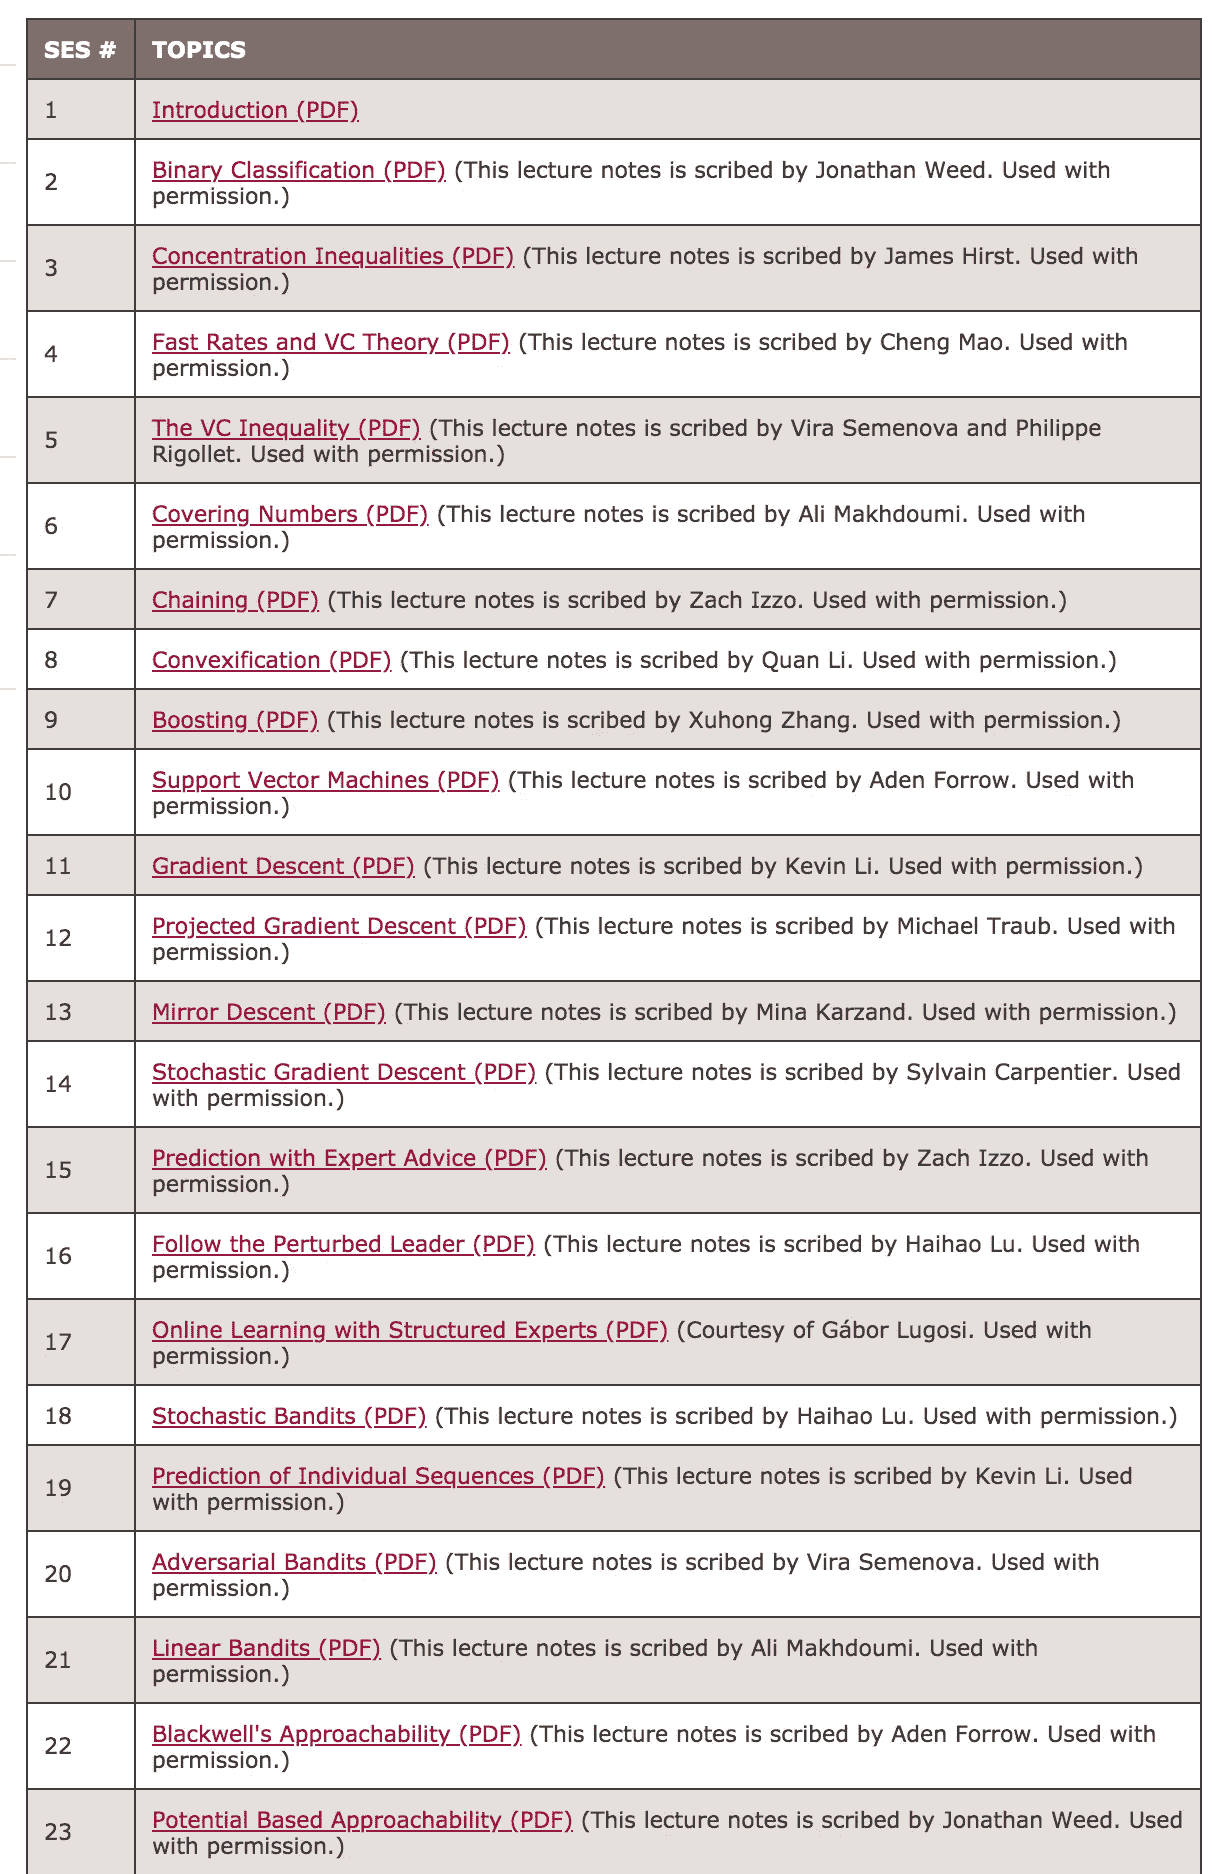 SES # TOPICS
1 Introduction (PDF)
2 Binary Classification (PDF) (This lecture notes is scribed by Jonathan Weed. Used with
permission.)
3 Concentration Inequalities (PDF) (This lecture notes is scribed by James Hirst. Used with
permission.)
4 Fast Rates and VC Theory (PDF) (This lecture notes is scribed by Cheng Mao. Used with
permission.)
5 The VC Inequality (PDF) (This lecture notes is scribed by Vira Semenova and Philippe
Rigollet. Used with permission.)
6 Covering Numbers (PDF) (This lecture notes is scribed by Ali Makhdoumi. Used with
permission.)
7 Chaining (PDF) (This lecture notes is scribed by Zach Izzo. Used with permission.)
8 Convexification (PDF) (This lecture notes is scribed by Quan Li. Used with permission.)
9 Boosting (PDF) (This lecture notes is scribed by Xuhong Zhang. Used with permission.)
10 Support Vector Machines (PDF) (This lecture notes is scribed by Aden Forrow. Used with
permission.)
11 Gradient Descent (PDF) (This lecture notes is scribed by Kevin Li. Used with permission.)
12 Projected Gradient Descent (PDF) (This lecture notes is scribed by Michael Traub. Used with
permission.)
13 Mirror Descent (PDF) (This lecture notes is scribed by Mina Karzand. Used with permission.)
14 Stochastic Gradient Descent (PDF) (This lecture notes is scribed by Sylvain Carpentier. Used
with permission.)
15 Prediction with Expert Advice (PDF) (This lecture notes is scribed by Zach Izzo. Used with
permission.)
16 Follow the Perturbed Leader (PDF) (This lecture notes is scribed by Haihao Lu. Used with
permission.)
17 Online Learning with Structured Experts (PDF) (Courtesy of Gábor Lugosi. Used with
permission.)
18 Stochastic Bandits (PDF) (This lecture notes is scribed by Haihao Lu. Used with permission.)
19 Prediction of Individual Sequences (PDF) (This lecture notes is scribed by Kevin Li. Used
with permission.)
20 Adversarial Bandits (PDF) (This lecture notes is scribed by Vira Semenova. Used with
permission.)
21 Linear Bandits (PDF) (This lecture notes is scribed by Ali Makhdoumi. Used with
permission.)
22 Blackwell's Approachability (PDF) (This lecture notes is scribed by Aden Forrow. Used with
permission.)
23 Potential Based Approachability (PDF) (This lecture notes is scribed by Jonathan Weed. Used
with permission.)